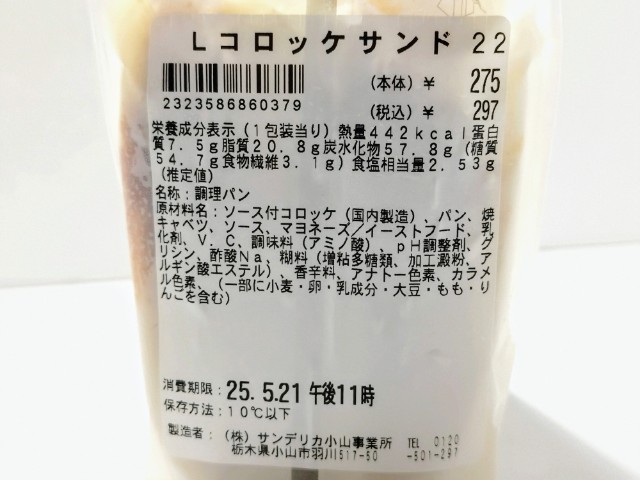 Lコロッケサンド 22
(本体) ¥ 275
2323586860379
(税込) ¥ 297
栄養成分表示(1包装当り)熱量442kcal蛋白
質7.5g脂質20.8g炭水化物57.8g(糖質
54.7g食物繊維3.1g)食塩相当量2.53g
(推定値)
名称:調理パン
原材料名:ソース付コロッケ(国内製造)、パン、焼
キャベツ、ソース、マヨネーズ/イーストフード、乳
化剤、V.C、調味料(アミノ酸)、pH調整剤、グ
リシン、酢酸Na、糊料(増粘多糖類、加工澱粉、ア
ルギン酸エステル)、香辛料、アナトー色素、カラメ
ル色素、(一部に小麦・卵・乳成分・大豆・もも・り
んごを含む)
消費期限:25.5.21午後11時
保存方法:10℃以下
製造者:(株)サンデリカ小山事業所 TEL 0120
栃木県小山市羽川517-50 -501-297